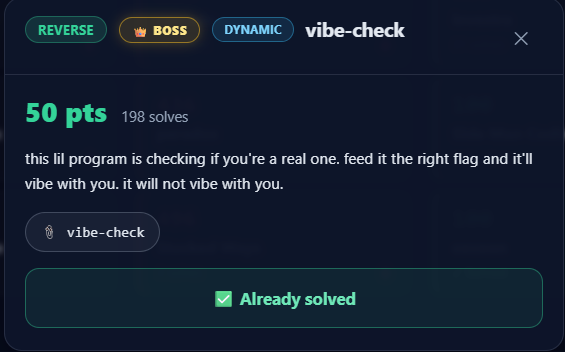 REVERSE 👑 BOSS DYNAMIC vibe-check
50 pts 198 solves
this lil program is checking if you're a real one. feed it the right flag and it'll
vibe with you. it will not vibe with you.
vibe-check
✅ Already solved